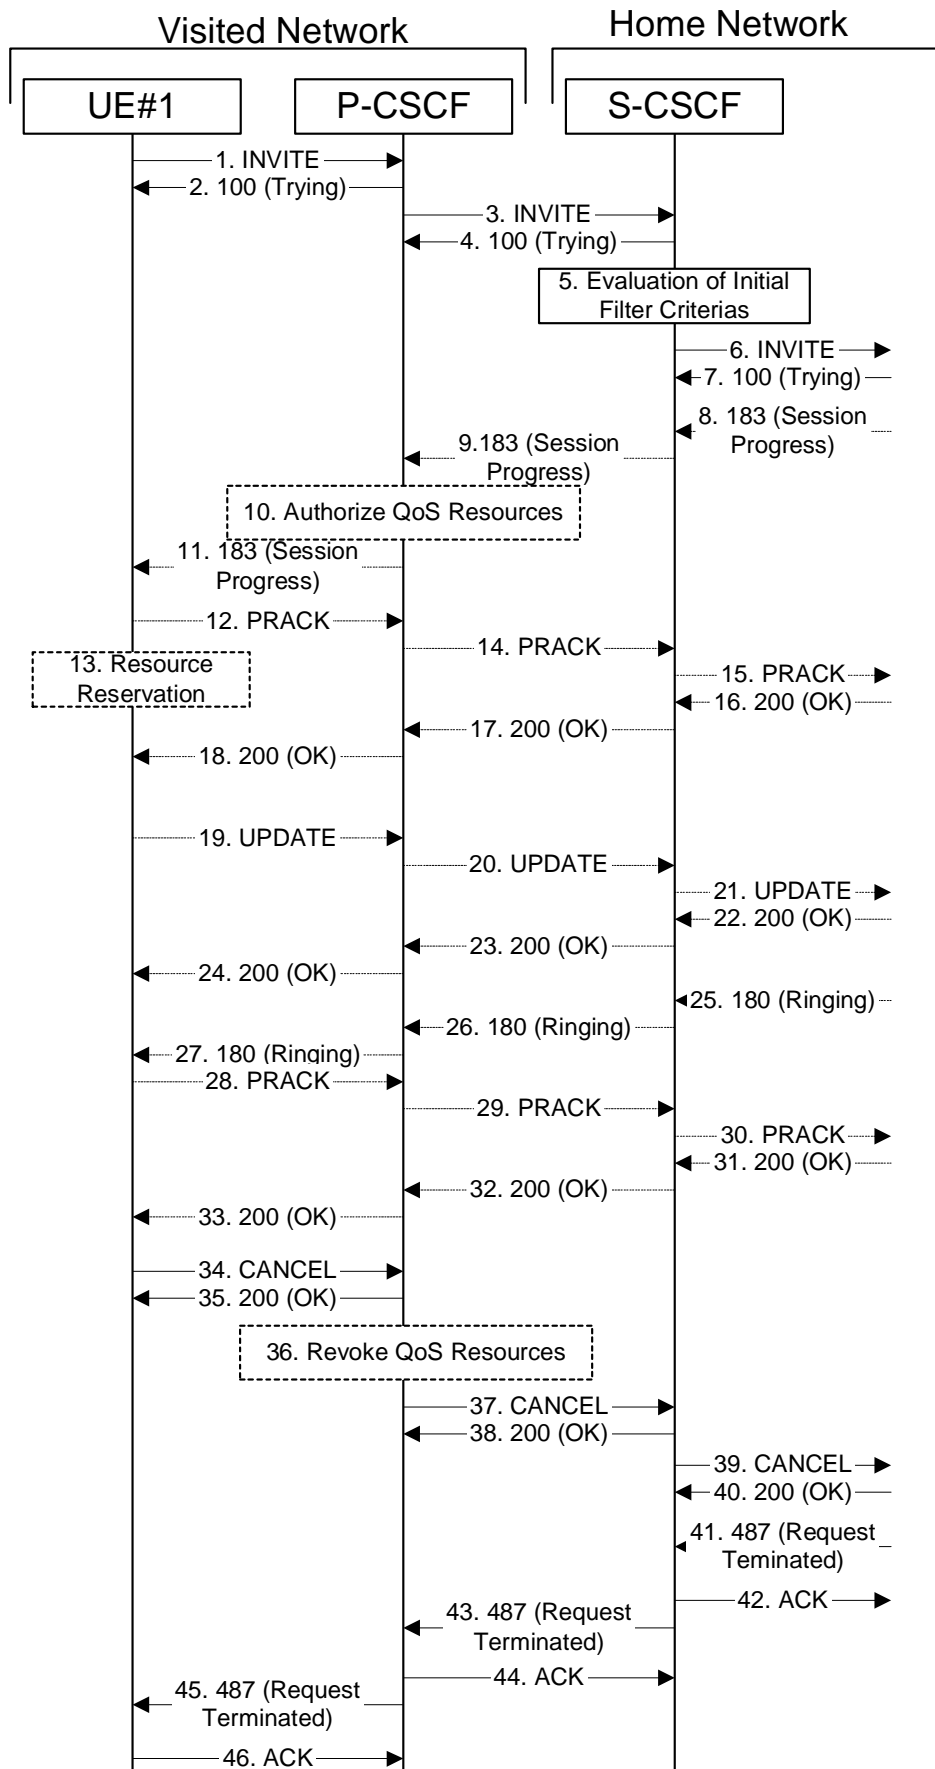 Visited Network
Home Network
UE#1
P-CSCF
S-CSCF
1. INVITE
2. 100 (Trying)
3. INVITE
4. 100 (Trying)
5. Evaluation of Initial
Filter Criterias
6. INVITE
7. 100 (Trying)
8. 183 (Session
Progress)
9.183 (Session
Progress)
10. Authorize QoS Resources
11. 183 (Session
Progress)
12. PRACK
14. PRACK
13. Resource
Reservation
15. PRACK
16. 200 (OK)
17. 200 (OK)
18. 200 (OK)
19. UPDATE
20. UPDATE
21. UPDATE
22. 200 (OK)
23. 200 (OK)
24. 200 (OK)
25. 180 (Ringing)
26. 180 (Ringing)
27. 180 (Ringing)
28. PRACK
29. PRACK
30. PRACK
31. 200 (OK)
32. 200 (OK)
33. 200 (OK)
34. CANCEL
35. 200 (OK)
36. Revoke QoS Resources
37. CANCEL
38. 200 (OK)
39. CANCEL
40. 200 (OK)
41. 487 (Request
Teminated)
42. ACK
43. 487 (Request
Terminated)
44. ACK
45. 487 (Request
Terminated)
46. ACK